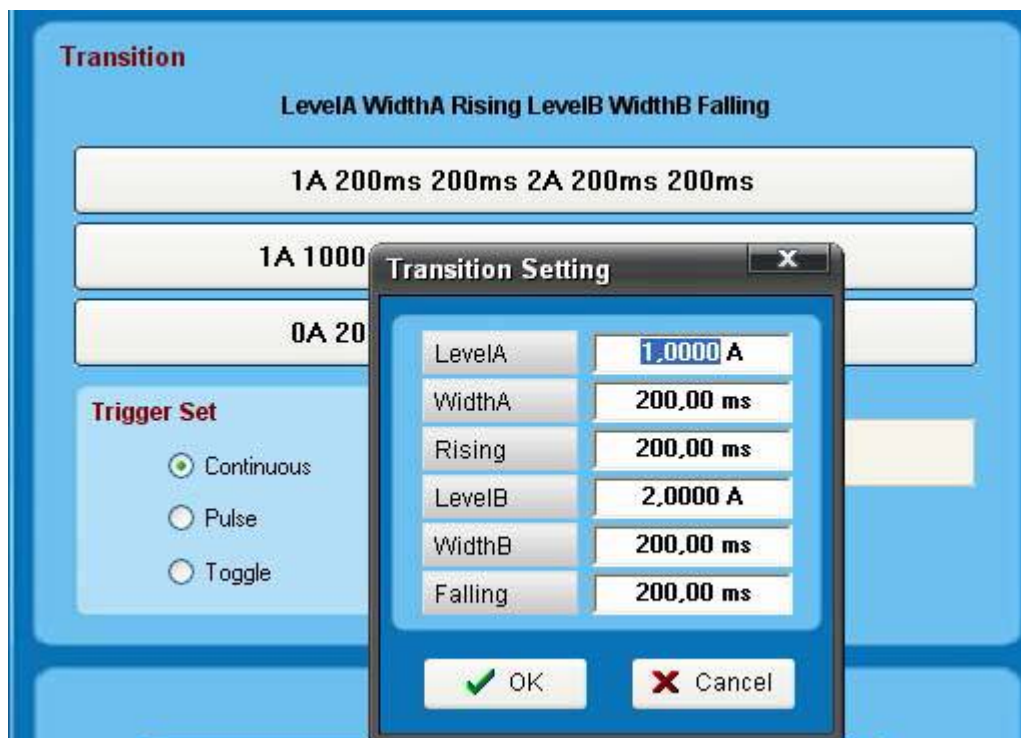 Transition
LevelA WidthA Rising LevelB WidthB Falling
1A 200ms 200ms 2A 200ms 200ms
1A 1000
0A 20
Transition Setting
X
LevelA 1,0000 A
WidthA 200,00 ms
Rising 200,00 ms
LevelB 2,0000 A
WidthB 200,00 ms
Falling 200,00 ms
OK Cancel
Trigger Set
Continuous
Pulse
Toggle